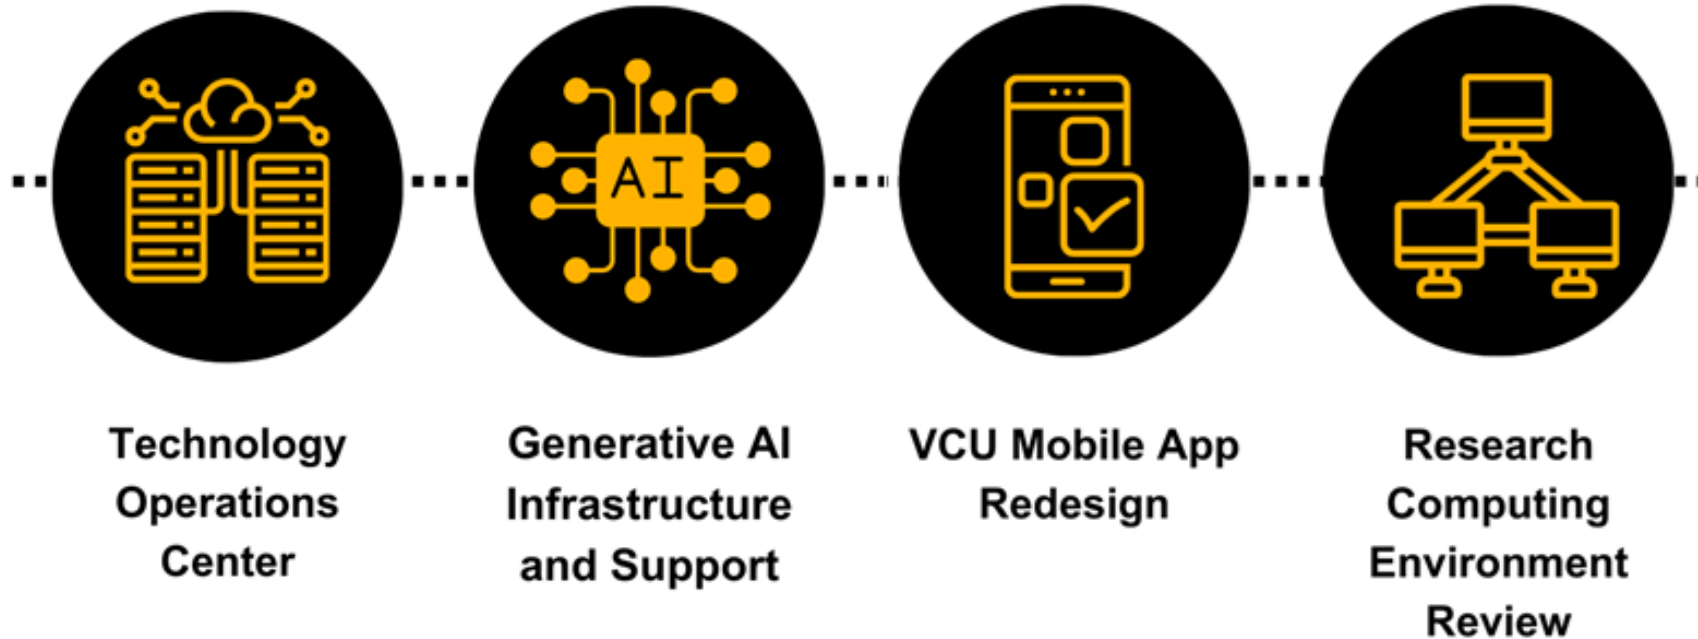 AI
Technology
Operations
Center
Generative AI
Infrastructure
and Support
VCU Mobile App
Redesign
Research
Computing
Environment
Review